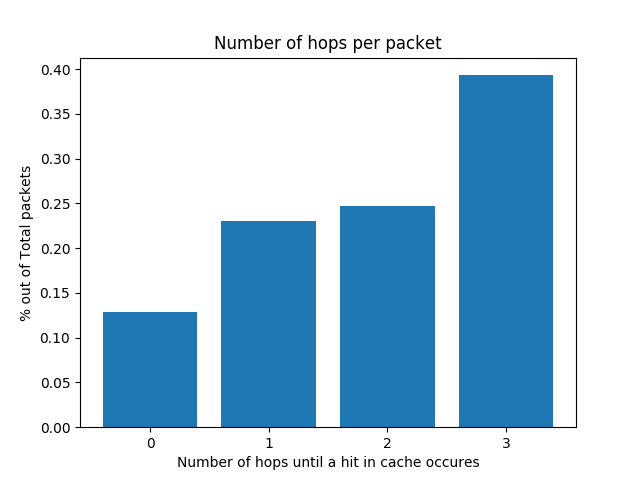 Number of hops per packet
0.40
0.35
0.30
0.25
0.20
0.15
0.10
0.05
0.00
% out of Total packets
0 1 2 3
Number of hops until a hit in cache occures